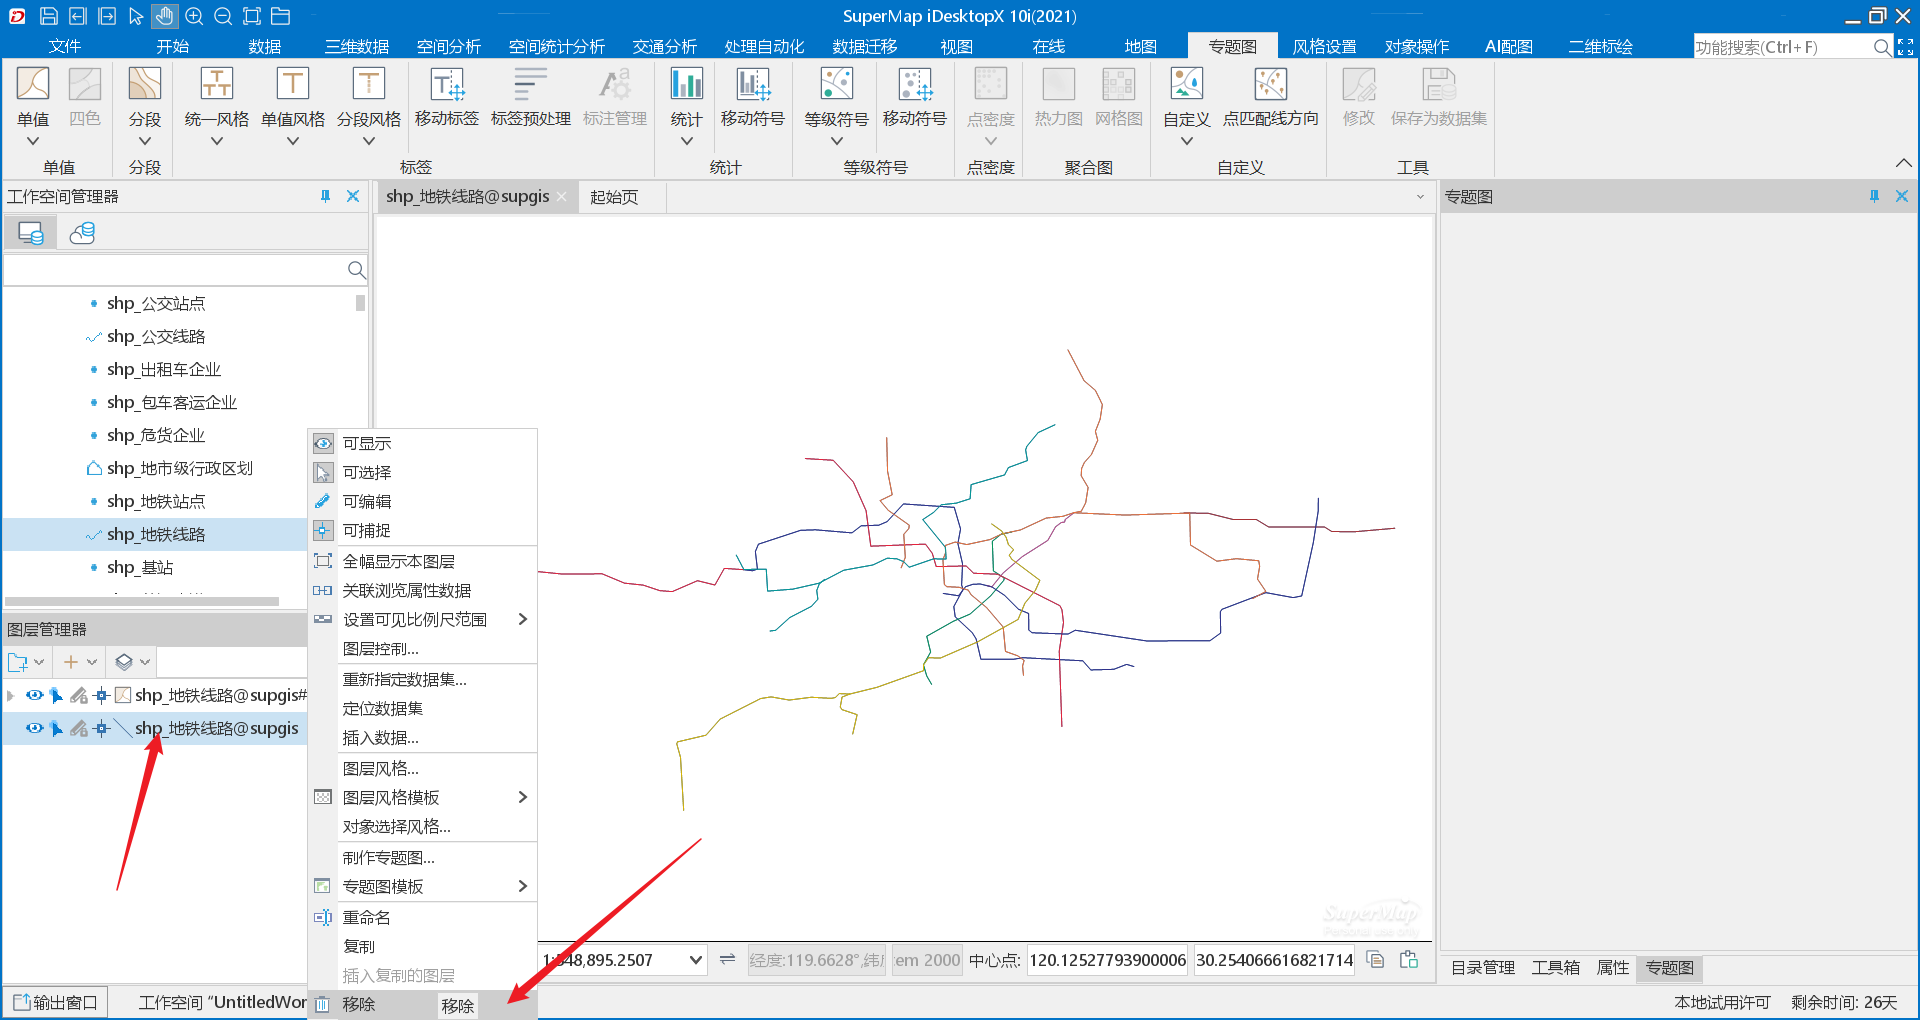 SuperMap iDesktopX 10i(2021)
文件 开始 数据 三维数据 空间分析 空间统计分析 交通分析 处理自动化 数据迁移 视图 在线 地图 专题图 风格设置 对象操作 AI配图 二维标绘 功能搜索(Ctrl+F)
单值 四色 分段 统一风格 单值风格 分段风格 移动标签 标签预处理 标注管理 统计 移动符号 等级符号 移动符号 点密度 热力图 网格图 自定义 点匹配线方向 修改 保存为数据集
单值 分段 标签 统计 等级符号 点密度 聚合图 自定义 工具
工作空间管理器
shp_地铁线路@supgis 起始页
专题图
shp_公交站点
shp_公交线路
shp_出租车企业
shp_包车客运企业
shp_危货企业
shp_地市级行政区划
shp_地铁站点
shp_地铁线路
shp_基站
图层管理器
shp_地铁线路@supgis#
shp_地铁线路@supgis
可显示
可选择
可编辑
可捕捉
全幅显示本图层
关联浏览属性数据
设置可见比例尺范围
图层控制...
重新指定数据集...
定位数据集
插入数据...
图层风格...
图层风格模板
对象选择风格...
制作专题图...
专题图模板
重命名
复制
插入复制的图层
移除 移除
SuperMap
Personal use only
1:548,895.2507 经度:119.6628°,纬 em 2000 中心点: 120.12527793900006 30.254066616821714
目录管理 工具箱 属性 专题图
输出窗口 工作空间 "UntitledWor 本地试用许可 剩余时间: 26天